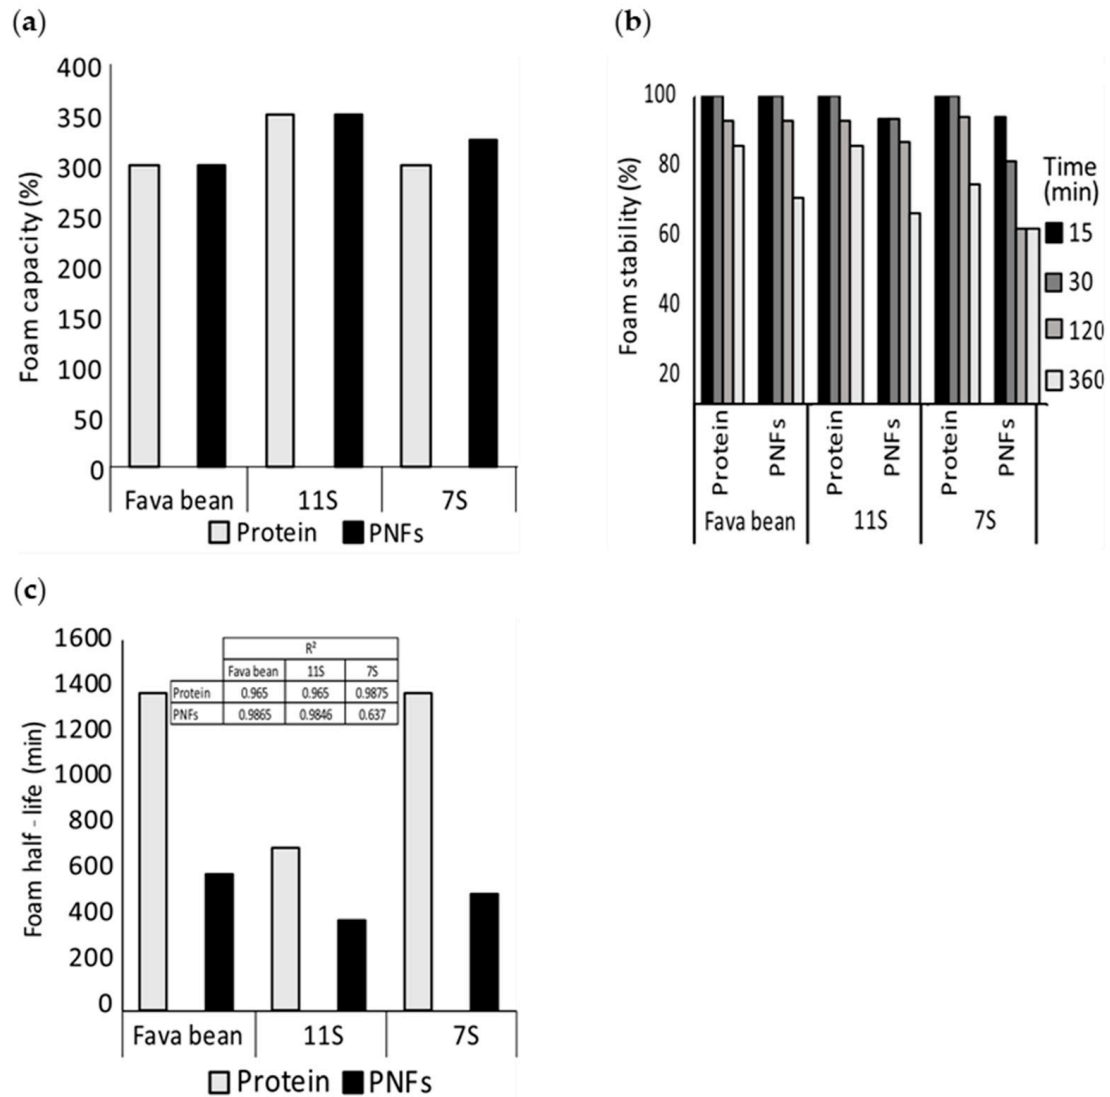 (a)
Foam capacity (%)
400
350
300
250
200
150
100
50
0
Fava bean 11S 7S
Protein PNFs
(b)
Foam stability (%)
100
80
60
40
20
Time
(min)
15
30
120
360
Protein PNFs Protein PNFs Protein PNFs
Fava bean 11S 7S
(c)
Foam half - life (min)
1600
1400
1200
1000
800
600
400
200
0
R²
Fava bean 11S 7S
Protein 0.965 0.965 0.9875
PNFs 0.9865 0.9846 0.637
Fava bean 11S 7S
Protein PNFs